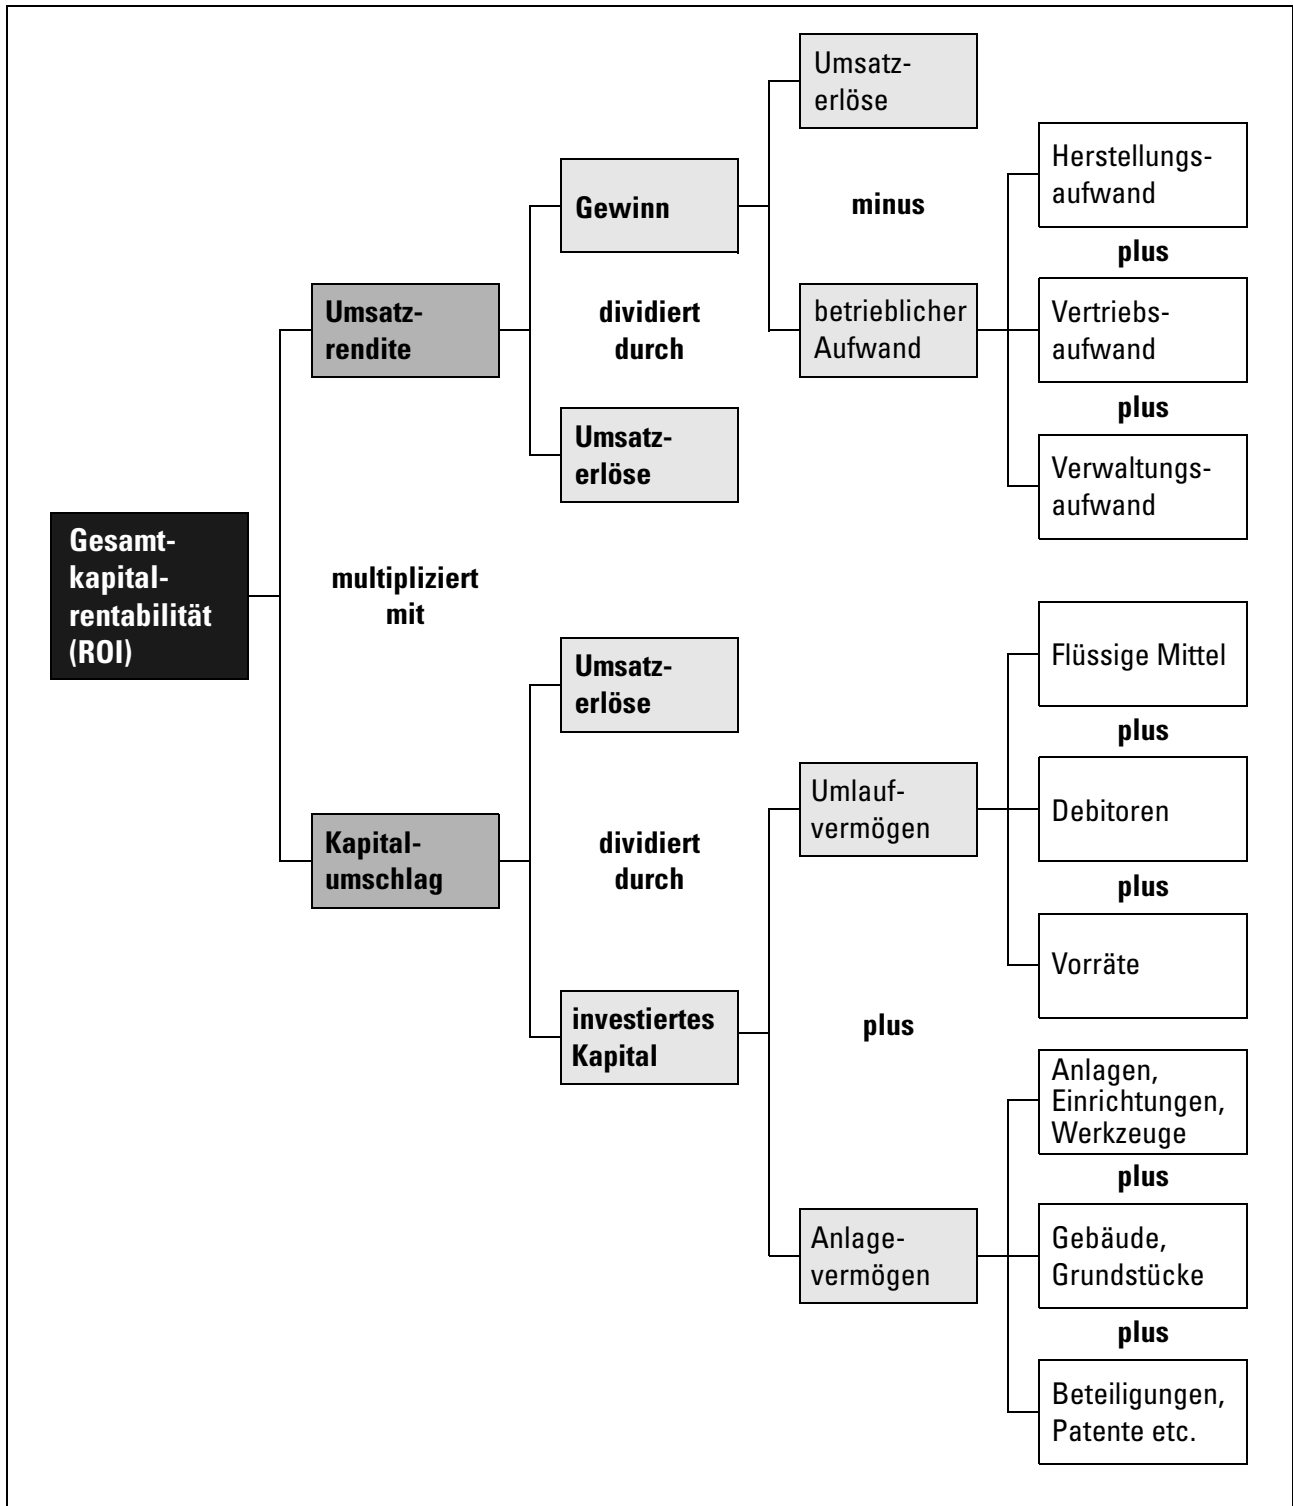 Umsatz-
erlöse
Herstellungs-
aufwand
Gewinn
minus
plus
Umsatz-
rendite
dividiert
durch
betrieblicher
Aufwand
Vertriebs-
aufwand
plus
Umsatz-
erlöse
Verwaltungs-
aufwand
Gesamt-
kapital-
rentabilität
(ROI)
multipliziert
mit
Flüssige Mittel
Umsatz-
erlöse
plus
Umlauf-
vermögen
Debitoren
Kapital-
umschlag
dividiert
durch
plus
Vorräte
investiertes
Kapital
plus
Anlagen,
Einrichtungen,
Werkzeuge
plus
Anlage-
vermögen
Gebäude,
Grundstücke
plus
Beteiligungen,
Patente etc.